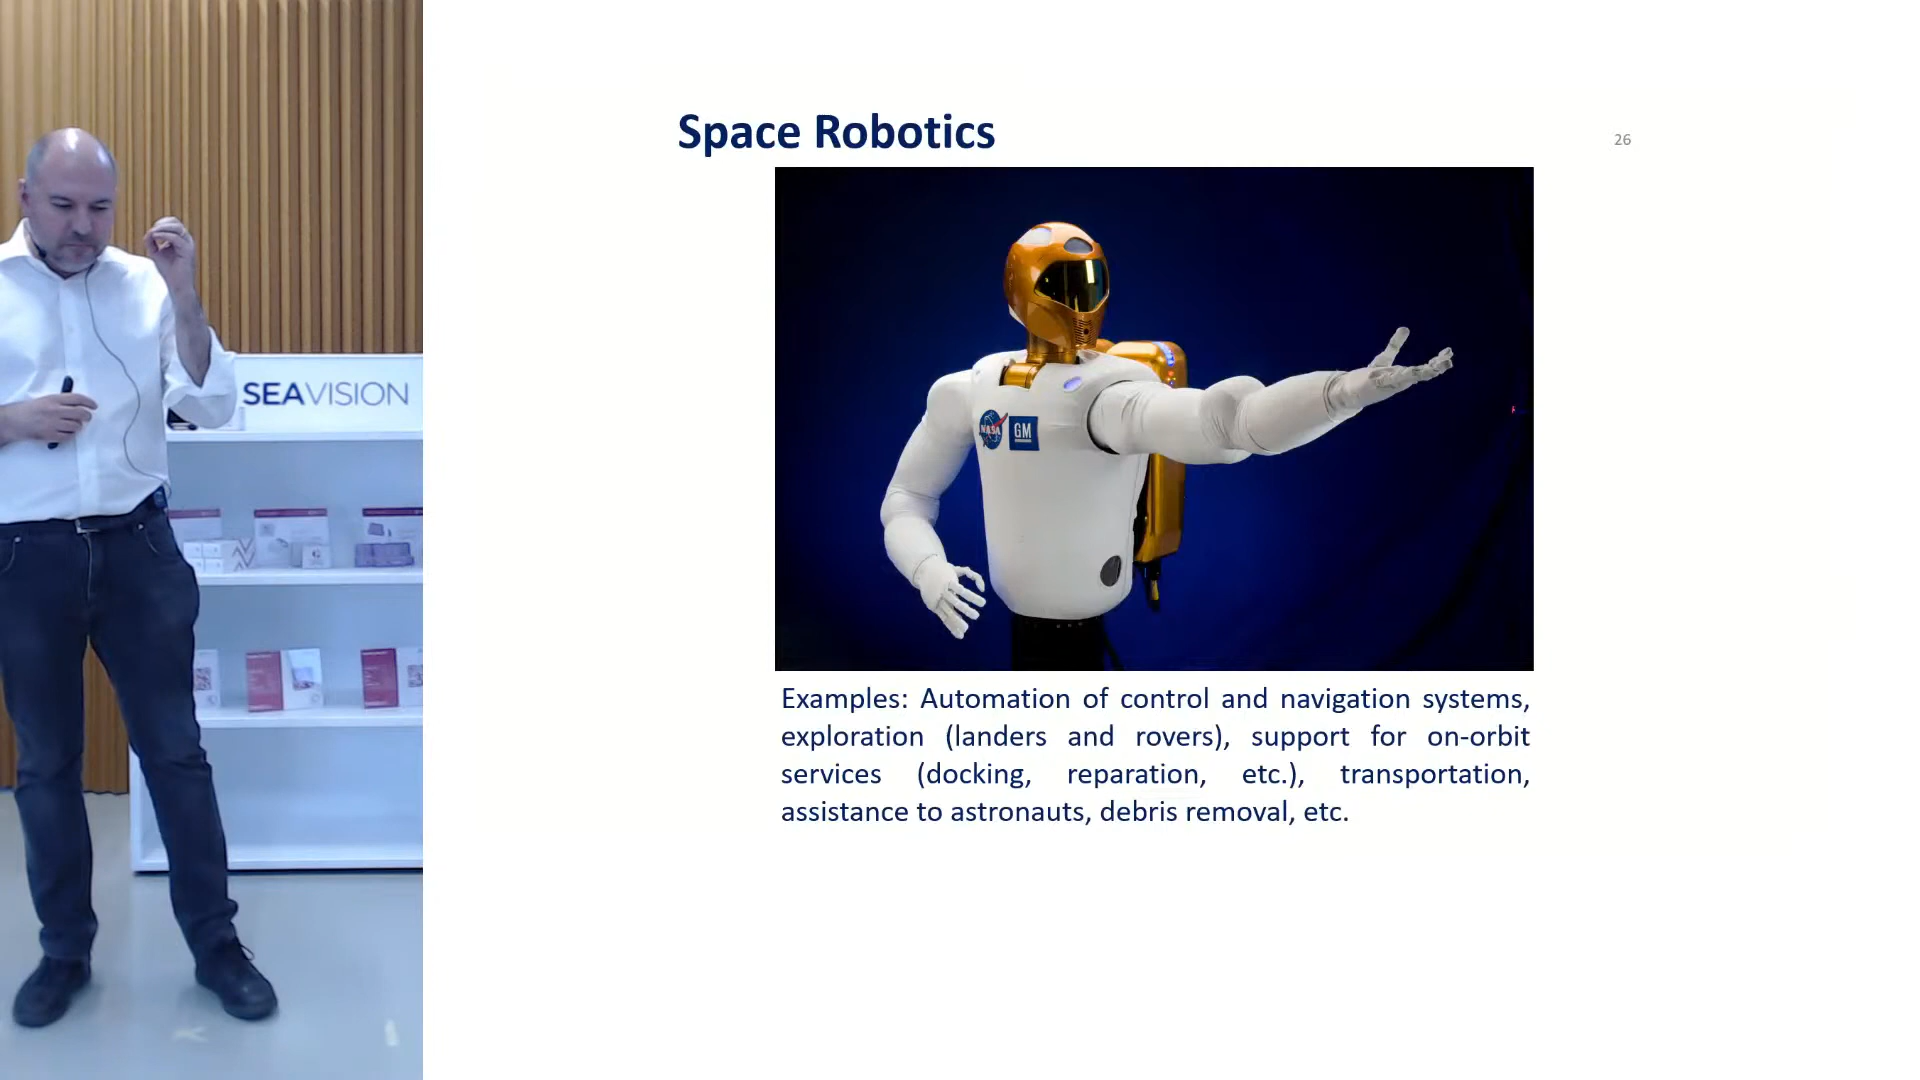 Space Robotics
26
SEAVISION
NASA
GM
Examples: Automation of control and navigation systems,
exploration (landers and rovers), support for on-orbit
services (docking, reparation, etc.), transportation,
assistance to astronauts, debris removal, etc.